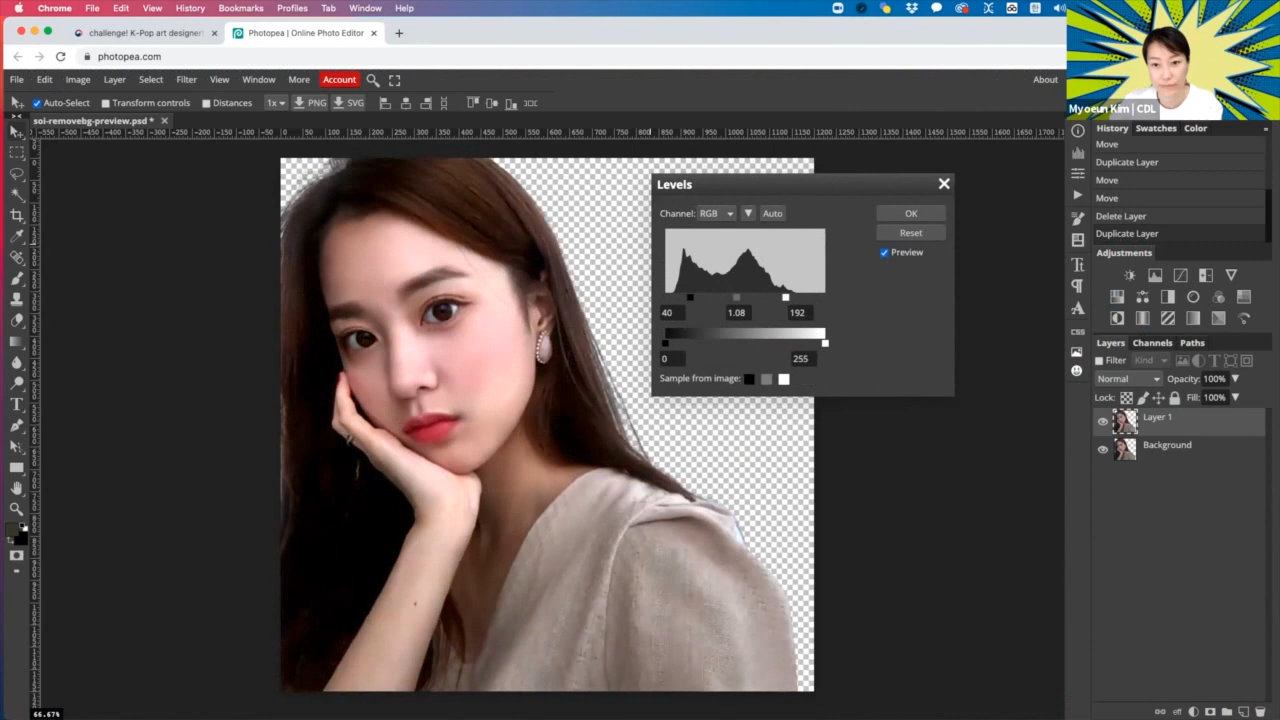 Chrome File Edit View History Bookmarks Profiles Tab Window Help
challenge! K-Pop art designer
Photopea | Online Photo Editor
photopea.com
File Edit Image Layer Select Filter View Window More Account About
Auto-Select Transform controls Distances 1x PNG SVG
Myoeun Kim | CDL
soi-removebg-preview.psd *
History Swatches Color
Move
Duplicate Layer
Move
Move
Delete Layer
Duplicate Layer
Adjustments
Levels
Channel: RGB Auto
OK
Reset
Preview
40 1.08 192
0 255
Sample from image:
CSS
Layers Channels Paths
Filter Kind
Normal Opacity: 100%
Lock: Fill: 100%
Layer 1
Background
eff
66.67%